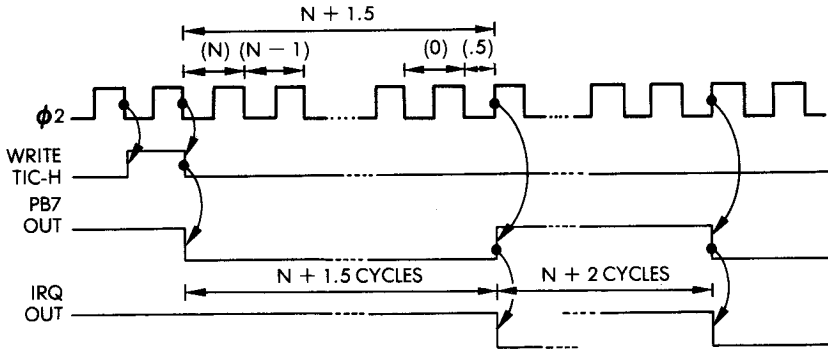 N + 1.5
(N) (N − 1) (0) (.5)
ϕ2
WRITE
TIC-H
PB7
OUT
N + 1.5 CYCLES
N + 2 CYCLES
IRQ
OUT